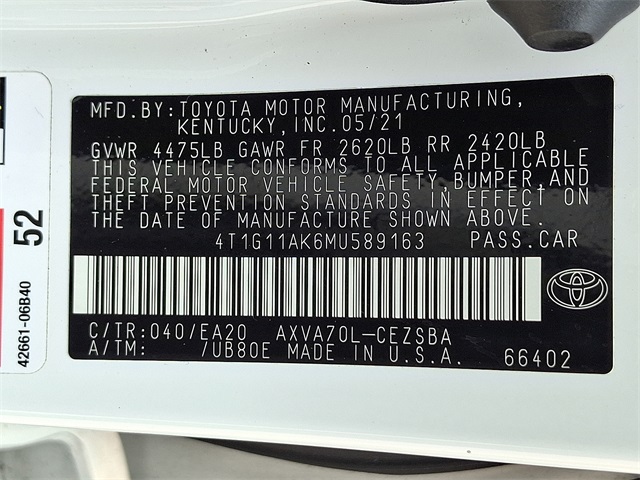 MFD.BY:TOYOTA MOTOR MANUFACTURING,
KENTUCKY, INC.05/21
GVWR 4475LB GAWR FR 2620LB RR 2420LB
THIS VEHICLE CONFORMS TO ALL APPLICABLE
FEDERAL MOTOR VEHICLE SAFETY,BUMPER,AND
THEFT PREVENTION STANDARDS IN EFFECT ON
THE DATE OF MANUFACTURE SHOWN ABOVE.
4T1G11AK6MU589163 PASS.CAR
C/TR:040/EA20 AXVA70L-CEZSBA
A/TM: /UB80E MADE IN U.S.A. 66402
52
42661-06B40